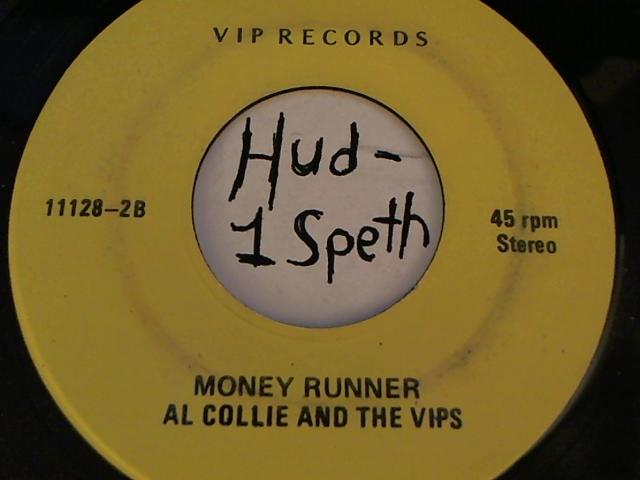 VIP RECORDS
Hud-
1 Speth
11128-2B
45 rpm
Stereo
MONEY RUNNER
AL COLLIE AND THE VIPS